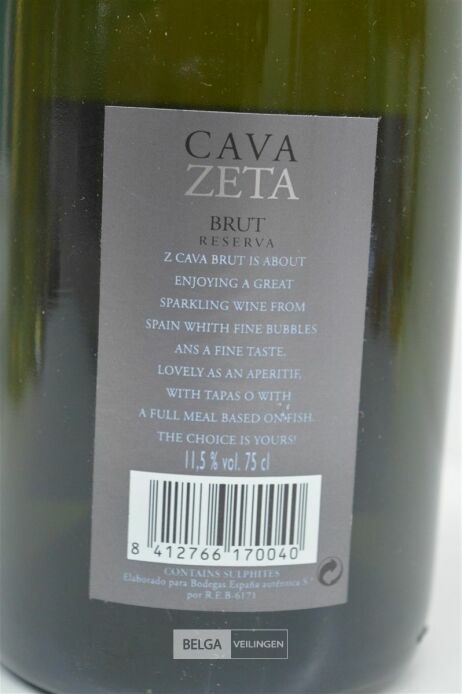 CAVA
ZETA
BRUT
RESERVA
Z CAVA BRUT IS ABOUT
ENJOYING A GREAT
SPARKLING WINE FROM
SPAIN WHITH FINE BUBBLES
ANS A FINE TASTE.
LOVELY AS AN APERITIF,
WITH TAPAS O WITH
A FULL MEAL BASED ON FISH.
THE CHOICE IS YOURS!
11,5 % vol. 75 cl
8 412766 170040
CONTAINS SULPHITES
Elaborado para Bodegas España auténtica
por R.E B-6171
BELGA VEILINGEN